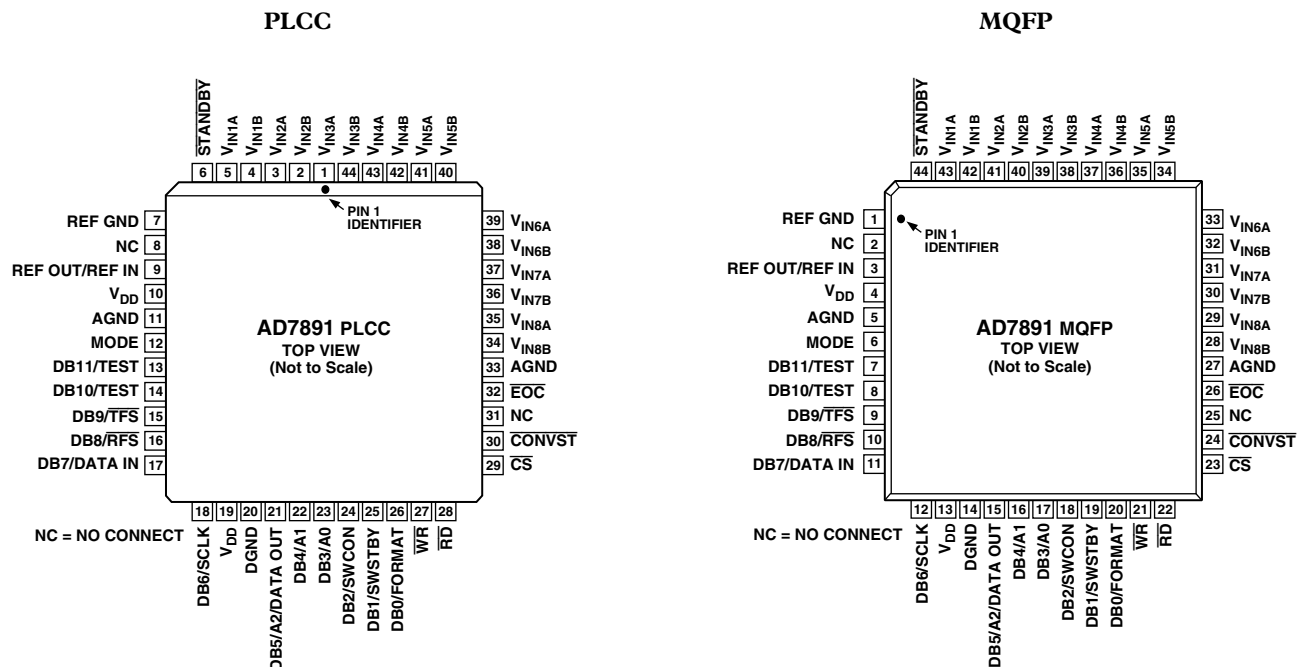 PLCC
STANDBY
VIN1A
VIN1B
VIN2A
VIN2B
VIN3A
VIN3B
VIN4A
VIN4B
VIN5A
VIN5B
6 5 4 3 2 1 44 43 42 41 40
PIN 1
IDENTIFIER
REF GND 7
NC 8
REF OUT/REF IN 9
VDD 10
AGND 11
MODE 12
DB11/TEST 13
DB10/TEST 14
DB9/TFS 15
DB8/RFS 16
DB7/DATA IN 17
AD7891 PLCC
TOP VIEW
(Not to Scale)
39 VIN6A
38 VIN6B
37 VIN7A
36 VIN7B
35 VIN8A
34 VIN8B
33 AGND
32 EOC
31 NC
30 CONVST
29 CS
18 19 20 21 22 23 24 25 26 27 28
NC = NO CONNECT
DB6/SCLK
VDD
DGND
DB5/A2/DATA OUT
DB4/A1
DB3/A0
DB2/SWCON
DB1/SWSTBY
DB0/FORMAT
WR
RD
MQFP
STANDBY
VIN1A
VIN1B
VIN2A
VIN2B
VIN3A
VIN3B
VIN4A
VIN4B
VIN5A
VIN5B
44 43 42 41 40 39 38 37 36 35 34
PIN 1
IDENTIFIER
REF GND 1
NC 2
REF OUT/REF IN 3
VDD 4
AGND 5
MODE 6
DB11/TEST 7
DB10/TEST 8
DB9/TFS 9
DB8/RFS 10
DB7/DATA IN 11
AD7891 MQFP
TOP VIEW
(Not to Scale)
33 VIN6A
32 VIN6B
31 VIN7A
30 VIN7B
29 VIN8A
28 VIN8B
27 AGND
26 EOC
25 NC
24 CONVST
23 CS
12 13 14 15 16 17 18 19 20 21 22
NC = NO CONNECT
DB6/SCLK
VDD
DGND
DB5/A2/DATA OUT
DB4/A1
DB3/A0
DB2/SWCON
DB1/SWSTBY
DB0/FORMAT
WR
RD